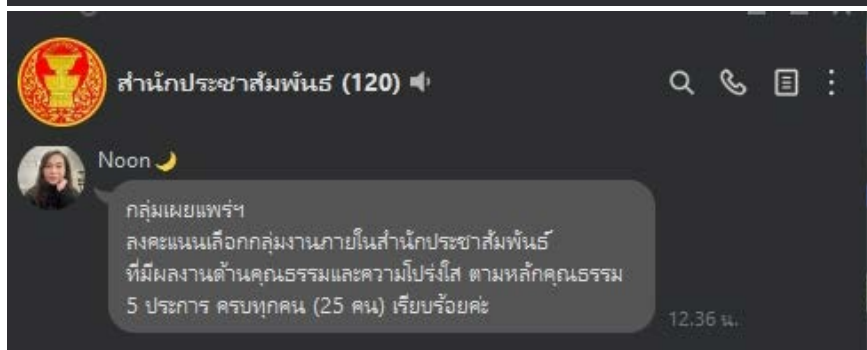 สำนักประชาสัมพันธ์ (120)
Noon
กลุ่มเผยแพร่ฯ
ลงคะแนนเลือกกลุ่มงานภายในสำนักประชาสัมพันธ์
ที่มีผลงานด้านคุณธรรมและความโปร่งใส ตามหลักคุณธรรม
5 ประการ ครบทุกคน (25 คน) เรียบร้อยค่ะ
12.36 น.